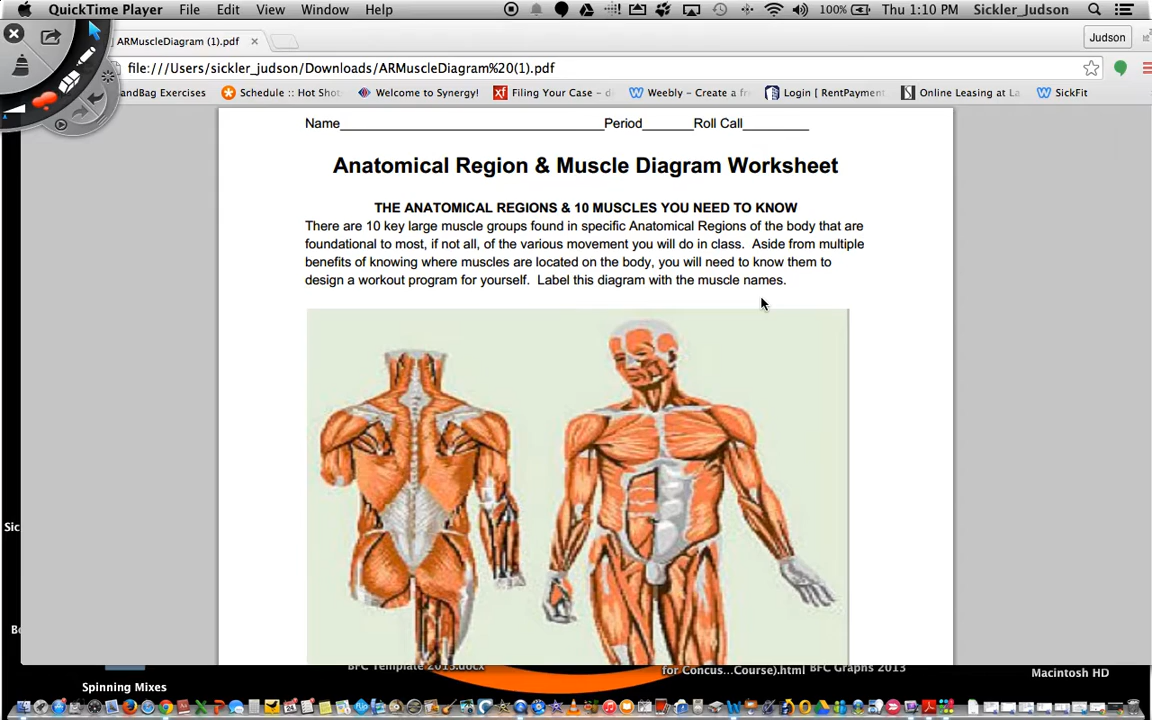 QuickTime Player File Edit View Window Help 100% Thu 1:10 PM Sickler_Judson
ARMuscleDiagram (1).pdf Judson
file:///Users/sickler_judson/Downloads/ARMuscleDiagram%20(1).pdf
andBag Exercises Schedule :: Hot Shot Welcome to Synergy! Filing Your Case – d Weebly – Create a fr Login [ RentPayment Online Leasing at La SickFit
Name Period Roll Call
Anatomical Region & Muscle Diagram Worksheet
THE ANATOMICAL REGIONS & 10 MUSCLES YOU NEED TO KNOW
There are 10 key large muscle groups found in specific Anatomical Regions of the body that are
foundational to most, if not all, of the various movement you will do in class. Aside from multiple
benefits of knowing where muscles are located on the body, you will need to know them to
design a workout program for yourself. Label this diagram with the muscle names.
Sic
Bo
BFC Template 2013.docx for Concus...Course).html BFC Graphs 2013
Macintosh HD
Spinning Mixes